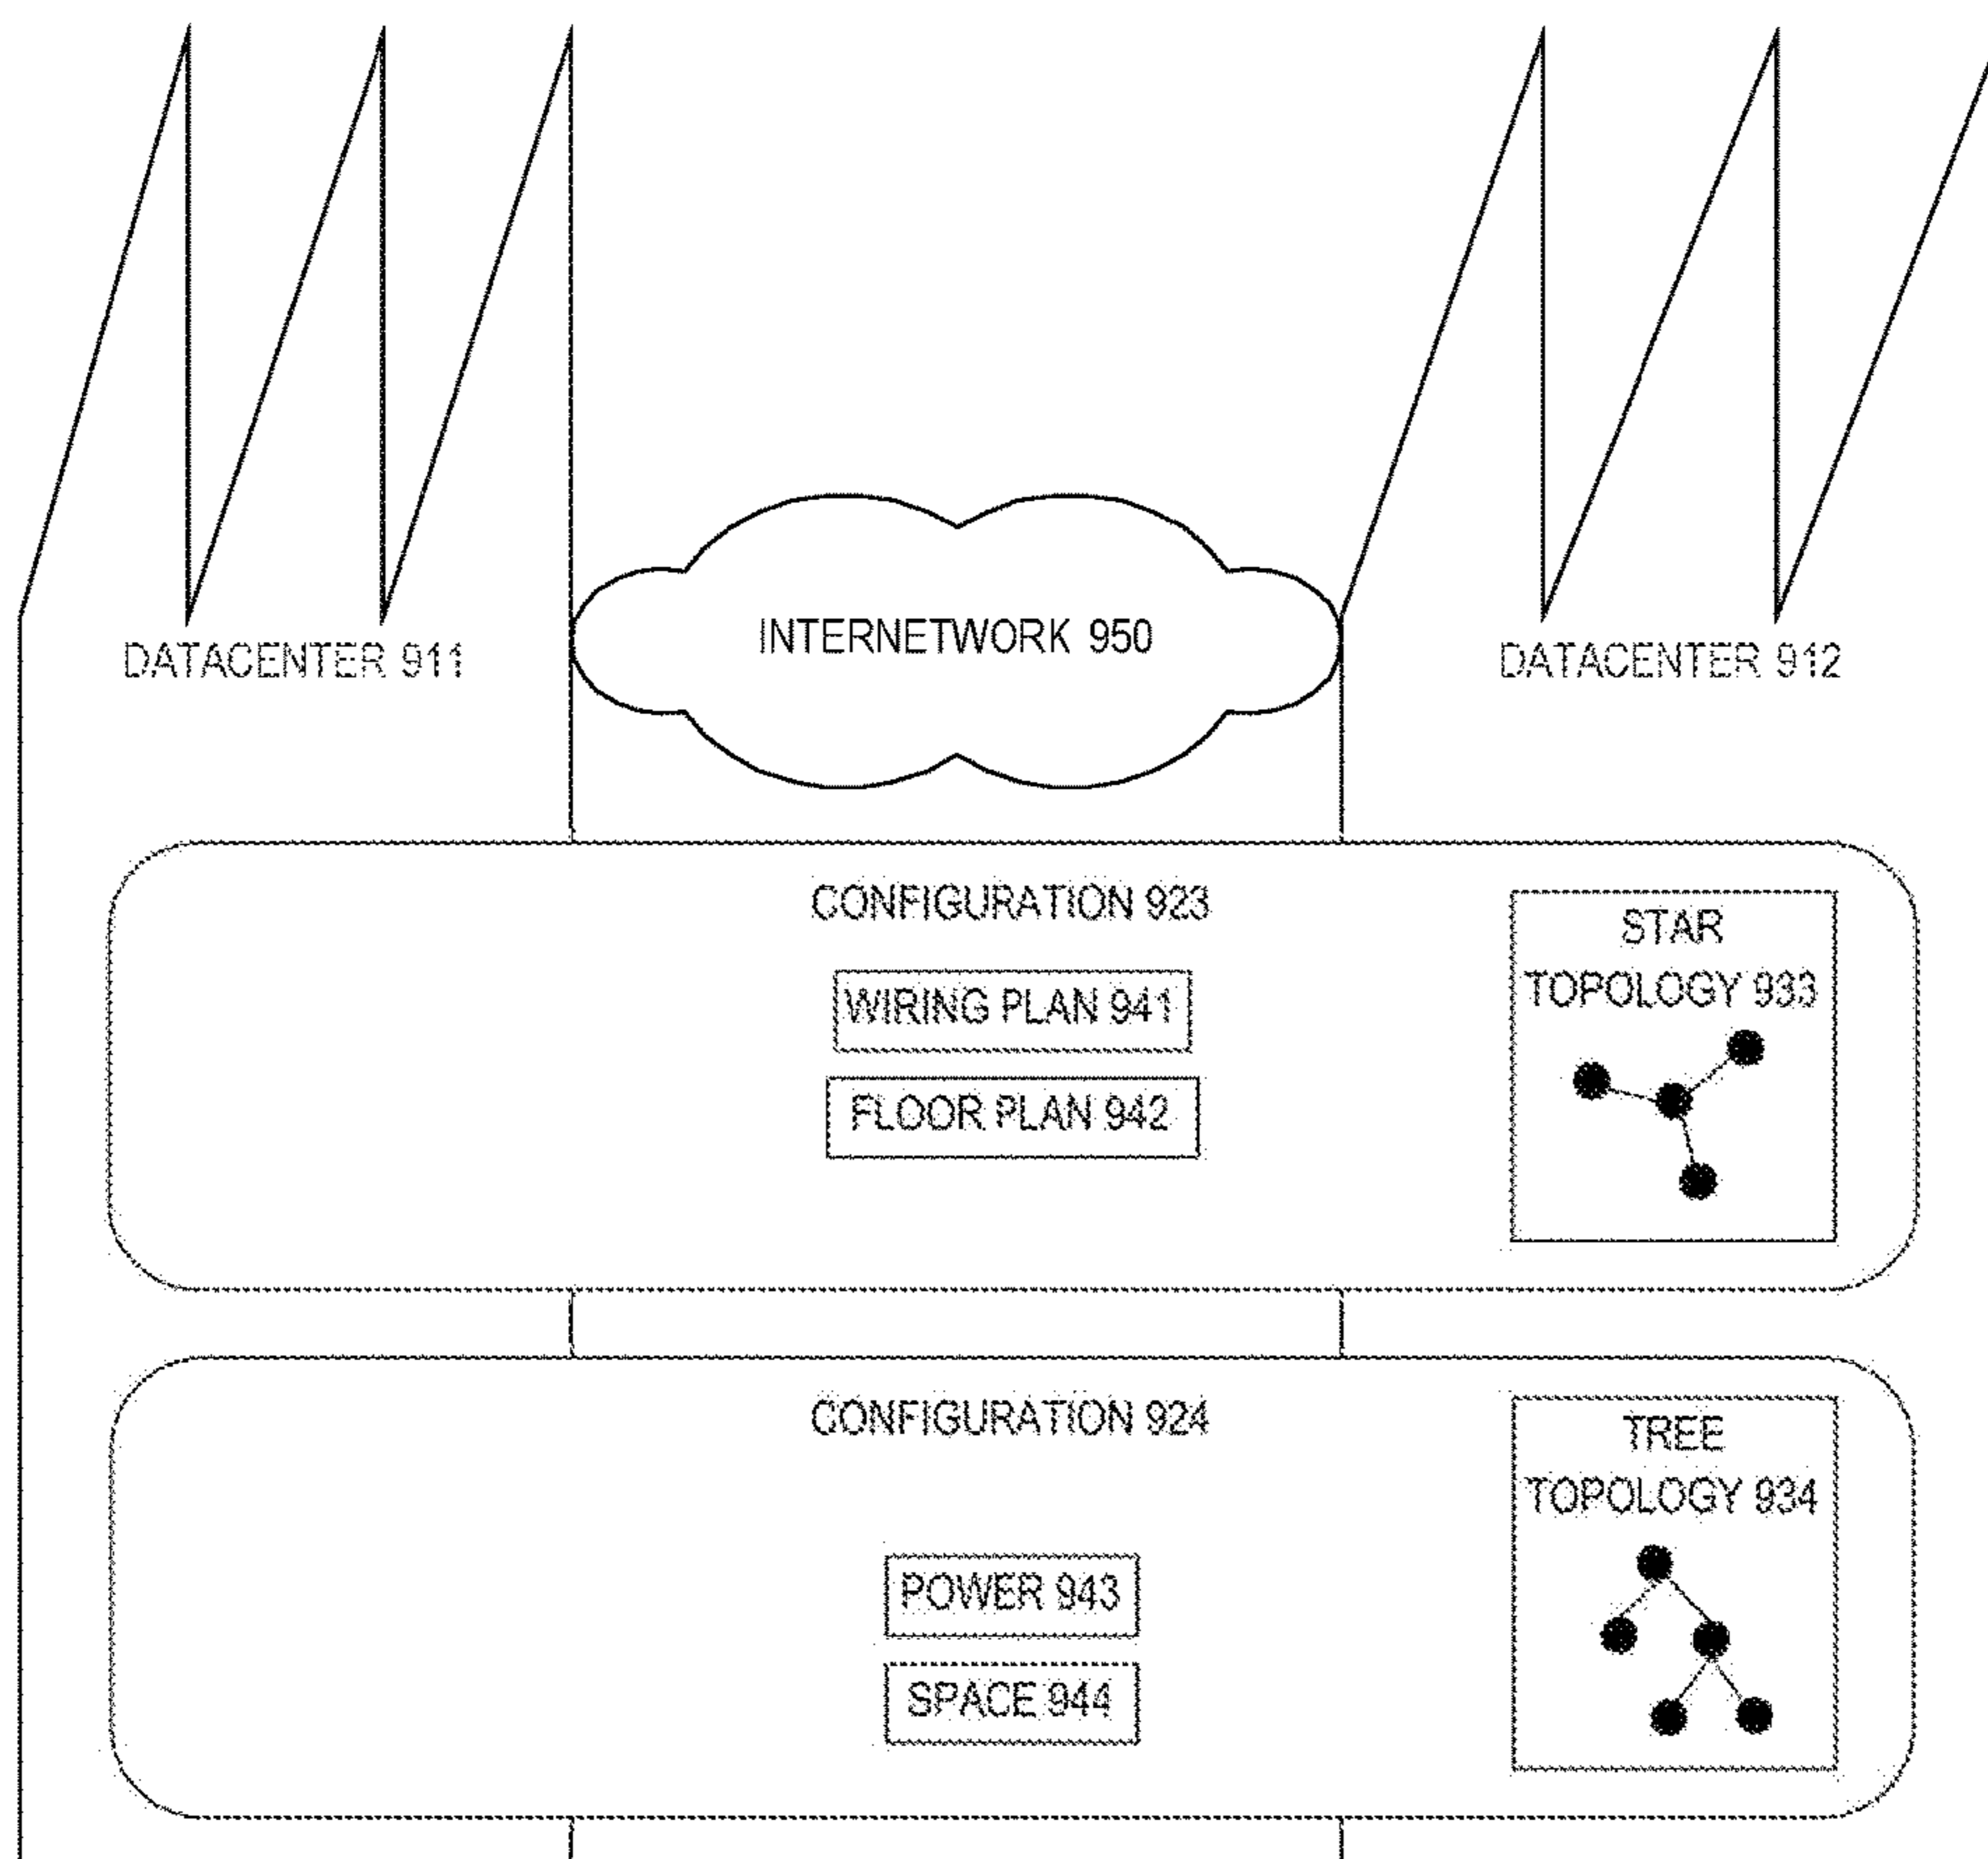 INTERNETWORK 950
DATACENTER 911
DATACENTER 912
CONFIGURATION 923
WIRING PLAN 941
FLOOR PLAN 942
STAR
TOPOLOGY 933
CONFIGURATION 924
POWER 943
SPACE 944
TREE
TOPOLOGY 934